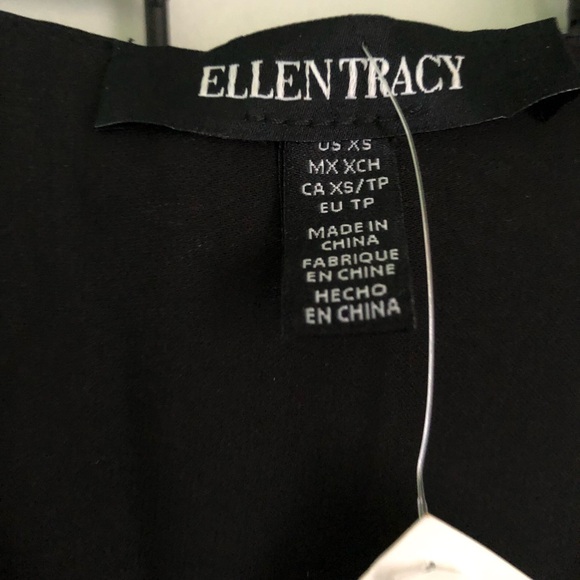 ELLEN TRACY
US XS
MX XCH
CA XS/TP
EU TP
MADE IN
CHINA
FABRIQUE
EN CHINE
HECHO
EN CHINA